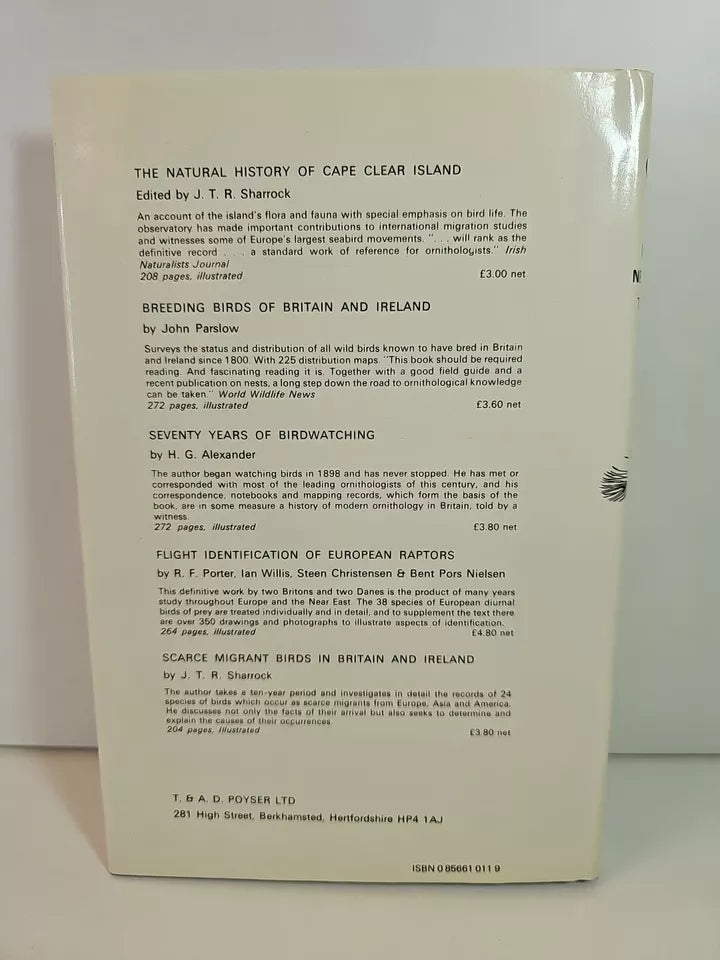 THE NATURAL HISTORY OF CAPE CLEAR ISLAND
Edited by J. T. R. Sharrock
An account of the island's flora and fauna with special emphasis on bird life. The
observatory has made important contributions to international migration studies
and witnesses some of Europe's largest seabird movements. ". . . will rank as the
definitive record . . . a standard work of reference for ornithologists." Irish
Naturalists Journal
208 pages, illustrated £3.00 net
BREEDING BIRDS OF BRITAIN AND IRELAND
by John Parslow
Surveys the status and distribution of all wild birds known to have bred in Britain
and Ireland since 1800. With 225 distribution maps. "This book should be required
reading. And fascinating reading it is. Together with a good field guide and a
recent publication on nests, a long step down the road to ornithological knowledge
can be taken." World Wildlife News
272 pages, illustrated £3.60 net
SEVENTY YEARS OF BIRDWATCHING
by H. G. Alexander
The author began watching birds in 1898 and has never stopped. He has met or
corresponded with most of the leading ornithologists of this century, and his
correspondence, notebooks and mapping records, which form the basis of the
book, are in some measure a history of modern ornithology in Britain, told by a
witness.
272 pages, illustrated £3.80 net
FLIGHT IDENTIFICATION OF EUROPEAN RAPTORS
by R. F. Porter, Ian Willis, Steen Christensen & Bent Pors Nielsen
This definitive work by two Britons and two Danes is the product of many years
study throughout Europe and the Near East. The 38 species of European diurnal
birds of prey are treated individually and in detail, and to supplement the text there
are over 350 drawings and photographs to illustrate aspects of identification.
264 pages, illustrated £4.80 net
SCARCE MIGRANT BIRDS IN BRITAIN AND IRELAND
by J. T. R. Sharrock
The author takes a ten-year period and investigates in detail the records of 24
species of birds which occur as scarce migrants from Europe, Asia and America.
He discusses not only the facts of their arrival but also seeks to determine and
explain the causes of their occurrences.
204 pages, illustrated £3.80 net
T. & A. D. POYSER LTD
281 High Street, Berkhamsted, Hertfordshire HP4 1AJ
ISBN 0 85661 011 9